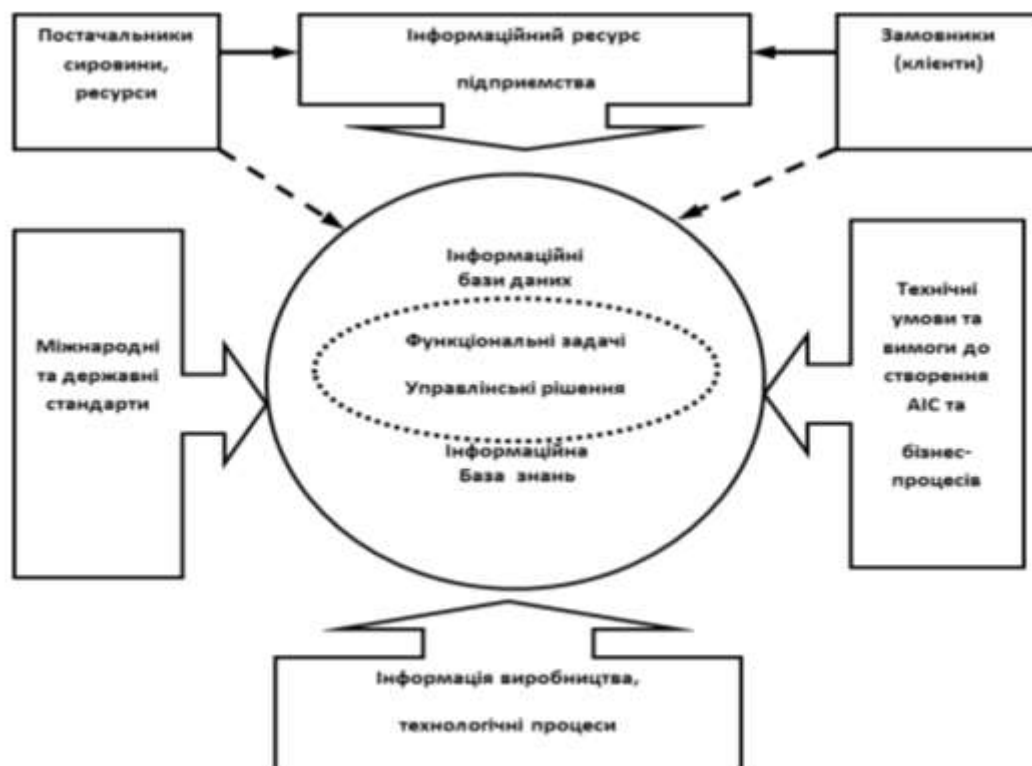 Постачальники
сировини,
ресурси
Інформаційний ресурс
підприємства
Замовники
(клієнти)
Міжнародні
та державні
стандарти
Інформаційні
бази даних
Функціональні задачі
Управлінські рішення
Інформаційна
База знань
Технічні
умови та
вимоги до
створення
АІС та
бізнес-
процесів
Інформація виробництва,
технологічні процеси